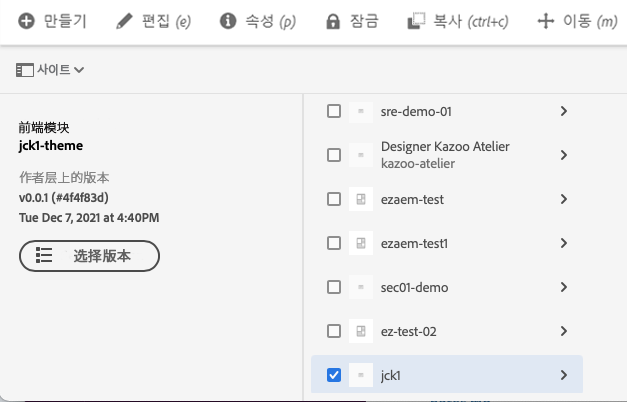 만들기 편집 (e) 속성 (p) 잠금 복사 (ctrl+c) 이동 (m)
사이트
前端模块
jck1-theme
作者层上的版本
v0.0.1 (#4f4f83d)
Tue Dec 7, 2021 at 4:40PM
选择版本
sre-demo-01
Designer Kazoo Atelier
kazoo-atelier
ezaem-test
ezaem-test1
sec01-demo
ez-test-02
jck1